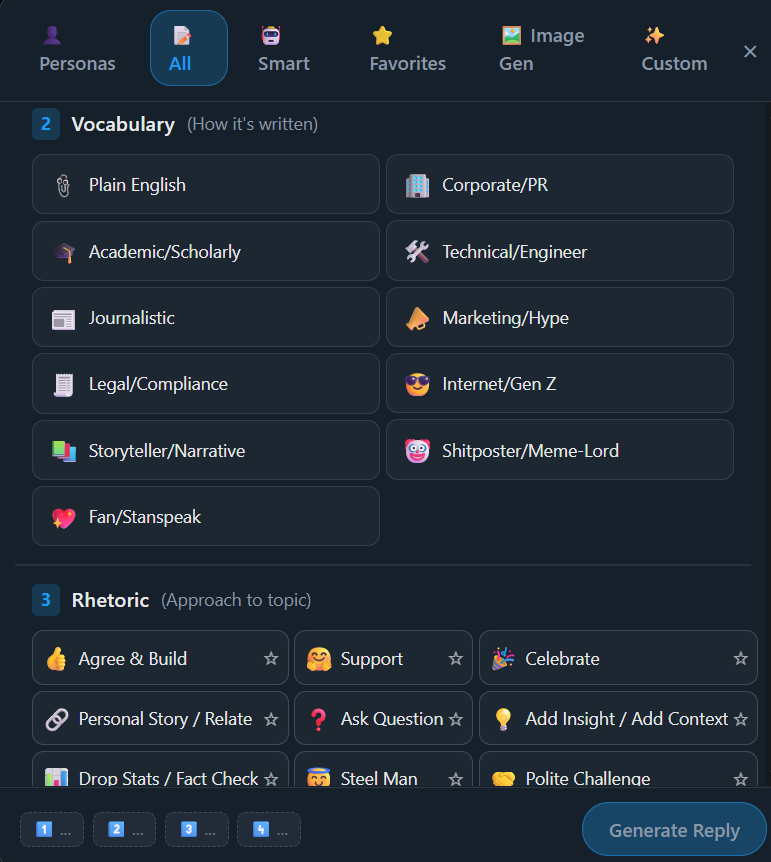 Personas
All
Smart
Favorites
Image
Gen
Custom
×
2 Vocabulary (How it's written)
Plain English
Corporate/PR
Academic/Scholarly
Technical/Engineer
Journalistic
Marketing/Hype
Legal/Compliance
Internet/Gen Z
Storyteller/Narrative
Shitposter/Meme-Lord
Fan/Stanspeak
3 Rhetoric (Approach to topic)
Agree & Build
Support
Celebrate
Personal Story / Relate
Ask Question
Add Insight / Add Context
Drop Stats / Fact Check
Steel Man
Polite Challenge
1 ...
2 ...
3 ...
4 ...
Generate Reply